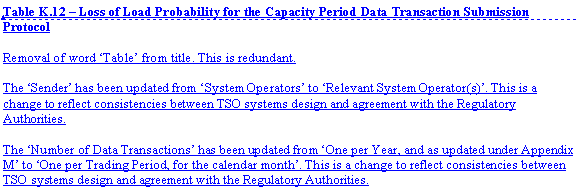 Table K.12 – Loss of Load Probability for the Capacity Period Data Transaction Submission
Protocol
Removal of word ‘Table’ from title. This is redundant.
The ‘Sender’ has been updated from ‘System Operators’ to ‘Relevant System Operator(s)’. This is a
change to reflect consistencies between TSO systems design and agreement with the Regulatory
Authorities.
The ‘Number of Data Transactions’ has been updated from ‘One per Year, and as updated under Appendix
M’ to ‘One per Trading Period, for the calendar month’. This is a change to reflect consistencies between
TSO systems design and agreement with the Regulatory Authorities.